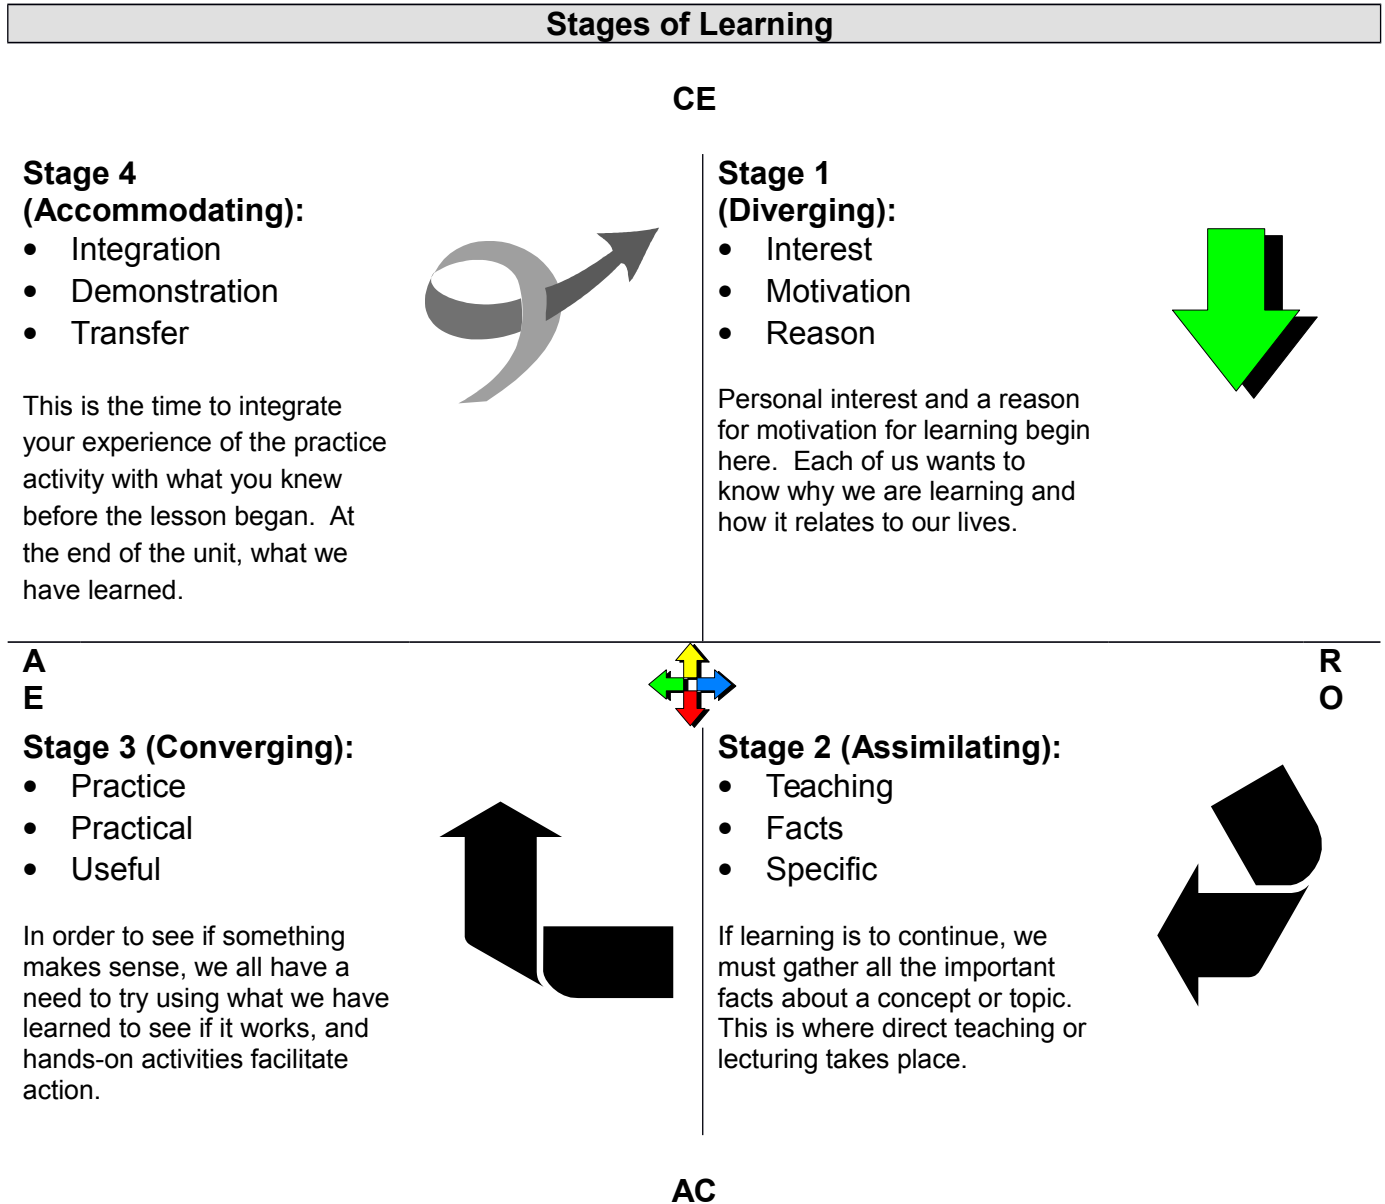 Stages of Learning
CE
Stage 4
(Accommodating):
• Integration
• Demonstration
• Transfer
This is the time to integrate
your experience of the practice
activity with what you knew
before the lesson began.  At
the end of the unit, what we
have learned.
Stage 1
(Diverging):
• Interest
• Motivation
• Reason
Personal interest and a reason
for motivation for learning begin
here.  Each of us wants to
know why we are learning and
how it relates to our lives.
A
E
R
O
Stage 3 (Converging):
• Practice
• Practical
• Useful
In order to see if something
makes sense, we all have a
need to try using what we have
learned to see if it works, and
hands-on activities facilitate
action.
Stage 2 (Assimilating):
• Teaching
• Facts
• Specific
If learning is to continue, we
must gather all the important
facts about a concept or topic.
This is where direct teaching or
lecturing takes place.
AC